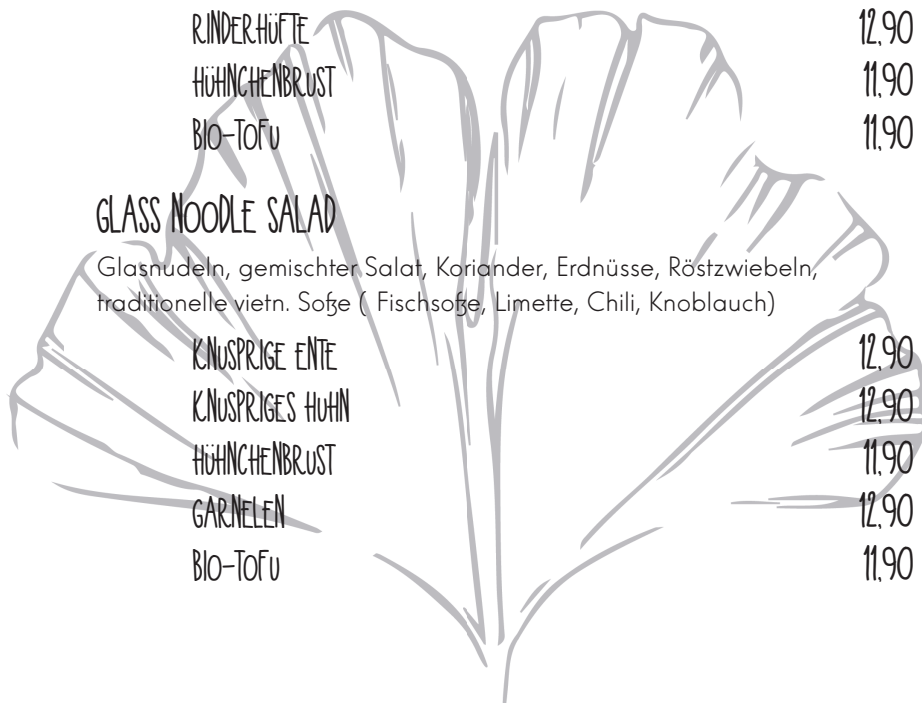 RINDERHÜFTE 12,90
HÜHNCHENBRUST 11,90
BIO-TOFU 11,90
GLASS NOODLE SALAD
Glasnudeln, gemischter Salat, Koriander, Erdnüsse, Röstzwiebeln,
traditionelle vietn. Soße ( Fischsoße, Limette, Chili, Knoblauch)
KNUSPRIGE ENTE 12,90
KNUSPRIGES HUHN 12,90
HÜHNCHENBRUST 11,90
GARNELEN 12,90
BIO-TOFU 11,90